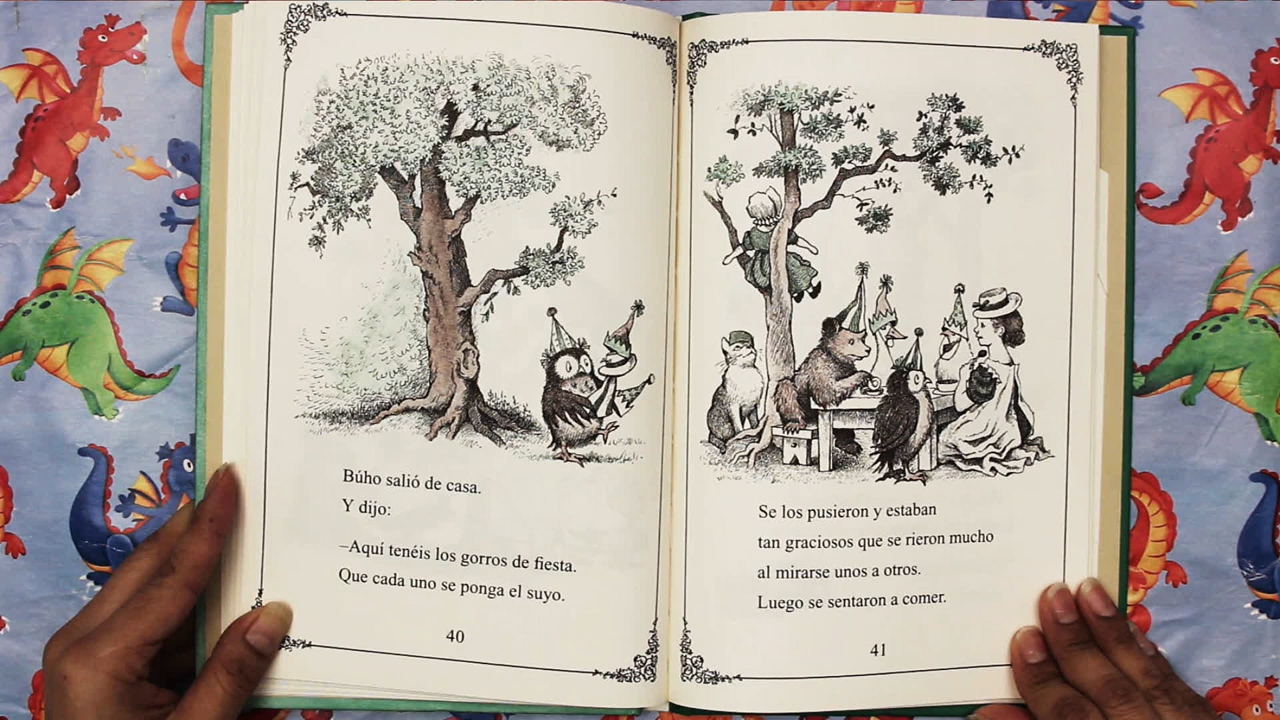 Búho salió de casa.
Y dijo:
–Aquí tenéis los gorros de fiesta.
Que cada uno se ponga el suyo.
40
Se los pusieron y estaban
tan graciosos que se rieron mucho
al mirarse unos a otros.
Luego se sentaron a comer.
41